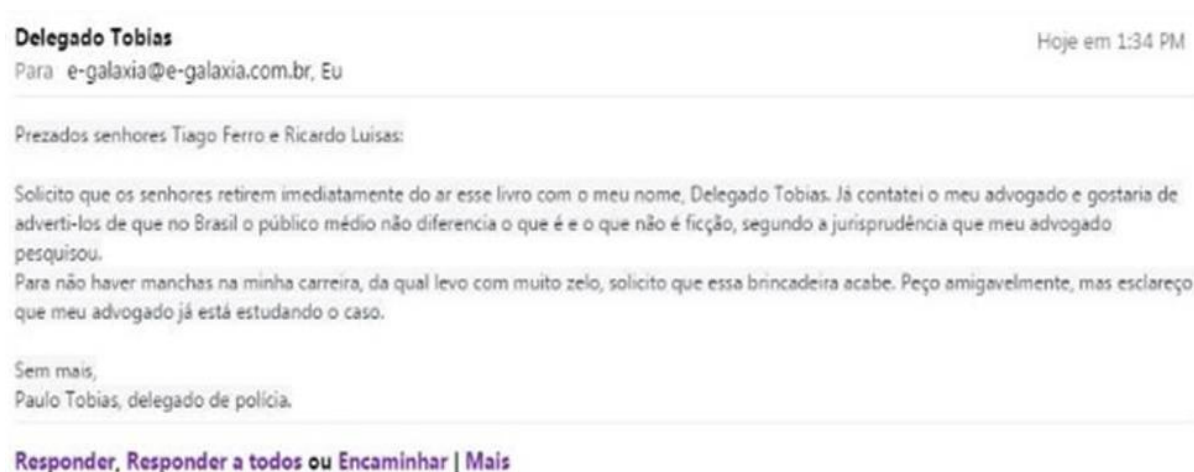 Delegado Tobias
Hoje em 1:34 PM
Para e-galaxia@e-galaxia.com.br, Eu
Prezados senhores Tiago Ferro e Ricardo Luisas:
Solicito que os senhores retirem imediatamente do ar esse livro com o meu nome, Delegado Tobias. Já contatei o meu advogado e gostaria de
adverti-los de que no Brasil o público médio não diferencia o que é e o que não é ficção, segundo a jurisprudência que meu advogado
pesquisou.
Para não haver manchas na minha carreira, da qual levo com muito zelo, solicito que essa brincadeira acabe. Peço amigavelmente, mas esclareço
que meu advogado já está estudando o caso.
Sem mais,
Paulo Tobias, delegado de polícia.
Responder, Responder a todos ou Encaminhar | Mais